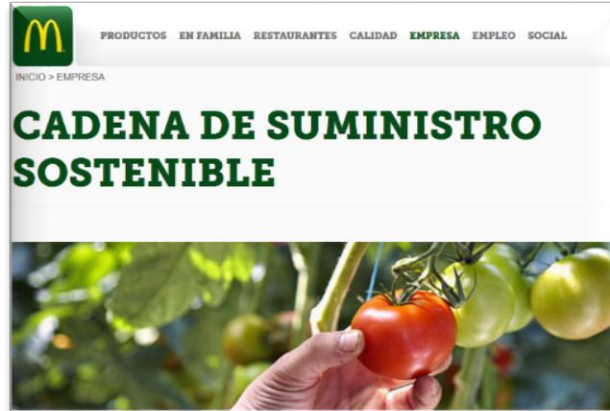 PRODUCTOS EN FAMILIA RESTAURANTES CALIDAD EMPRESA EMPLEO SOCIAL
INICIO > EMPRESA
CADENA DE SUMINISTRO
SOSTENIBLE